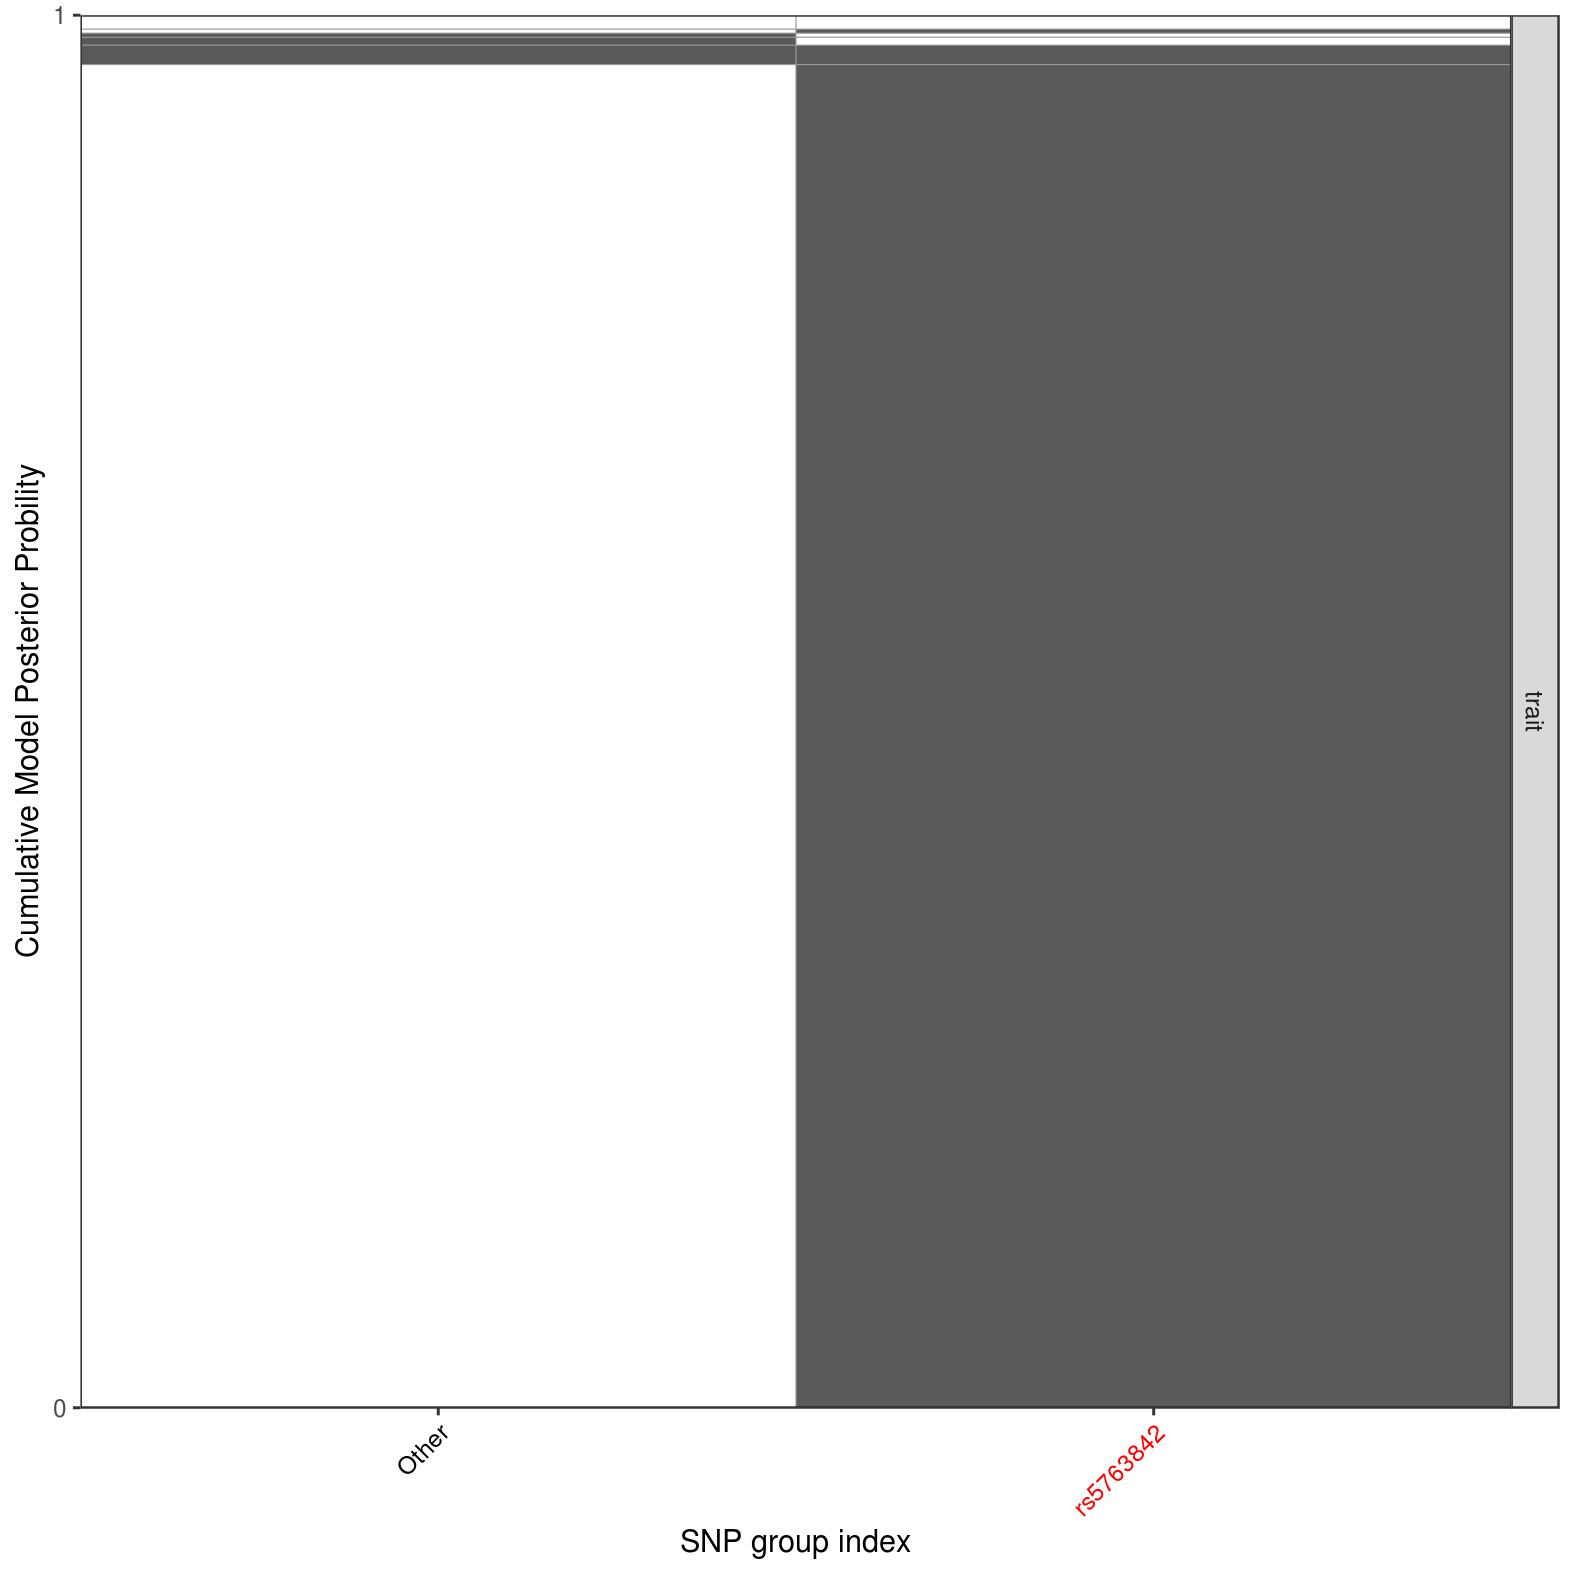 1
Cumulative Model Posterior Probility
trait
0
Other
rs5763842
SNP group index